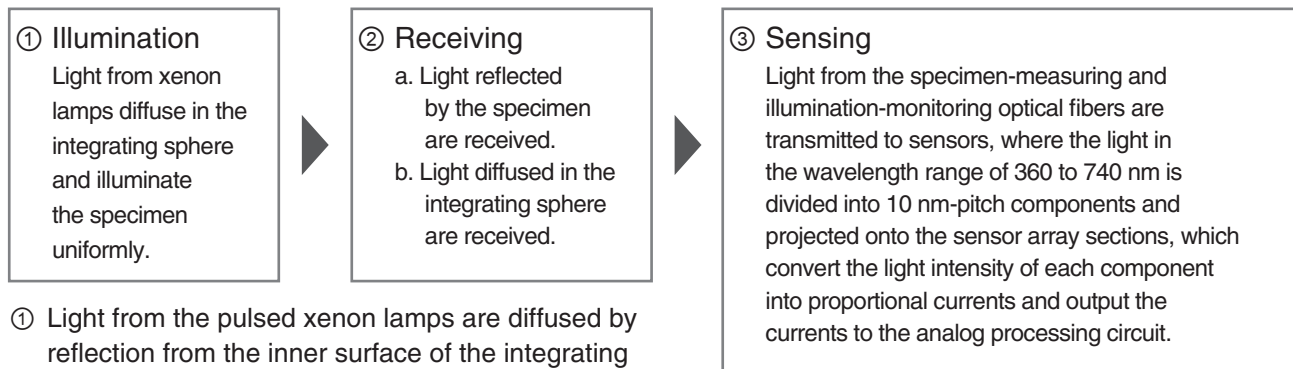 ① Illumination
Light from xenon
lamps diffuse in the
integrating sphere
and illuminate
the specimen
uniformly.
② Receiving
a. Light reflected
by the specimen
are received.
b. Light diffused in the
integrating sphere
are received.
③ Sensing
Light from the specimen-measuring and
illumination-monitoring optical fibers are
transmitted to sensors, where the light in
the wavelength range of 360 to 740 nm is
divided into 10 nm-pitch components and
projected onto the sensor array sections, which
convert the light intensity of each component
into proportional currents and output the
currents to the analog processing circuit.
① Light from the pulsed xenon lamps are diffused by
reflection from the inner surface of the integrating